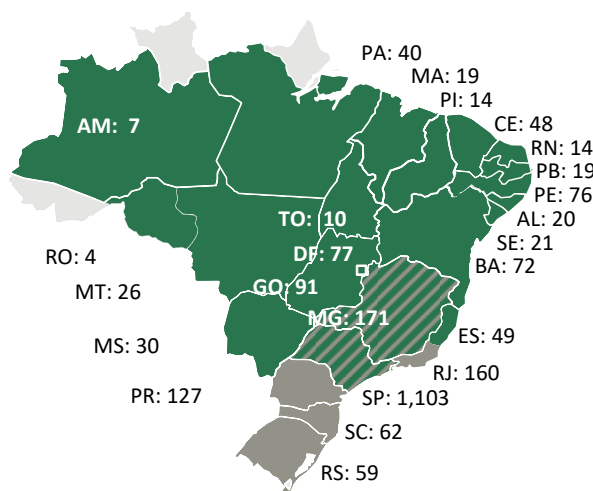 PA: 40
MA: 19
PI: 14
AM: 7
CE: 48
RN: 14
PB: 19
PE: 76
AL: 20
TO: 10
SE: 21
DF: 77
RO: 4
BA: 72
GO: 91
MT: 26
MG: 171
ES: 49
MS: 30
RJ: 160
PR: 127
SP: 1,103
SC: 62
RS: 59